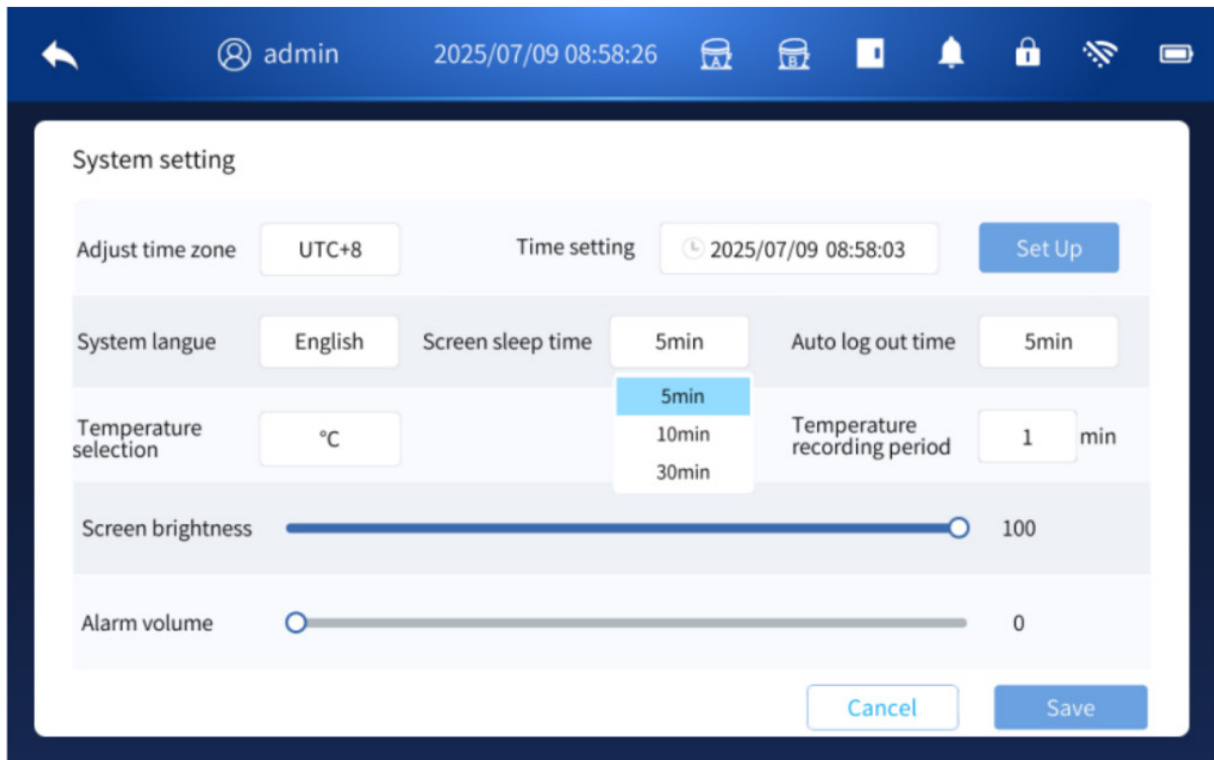 admin 2025/07/09 08:58:26 A B
System setting
Adjust time zone UTC+8 Time setting 2025/07/09 08:58:03 Set Up
System langue English Screen sleep time 5min Auto log out time 5min
5min
10min
30min
Temperature
selection
°C
Temperature
recording period
1 min
Screen brightness 100
Alarm volume 0
Cancel Save